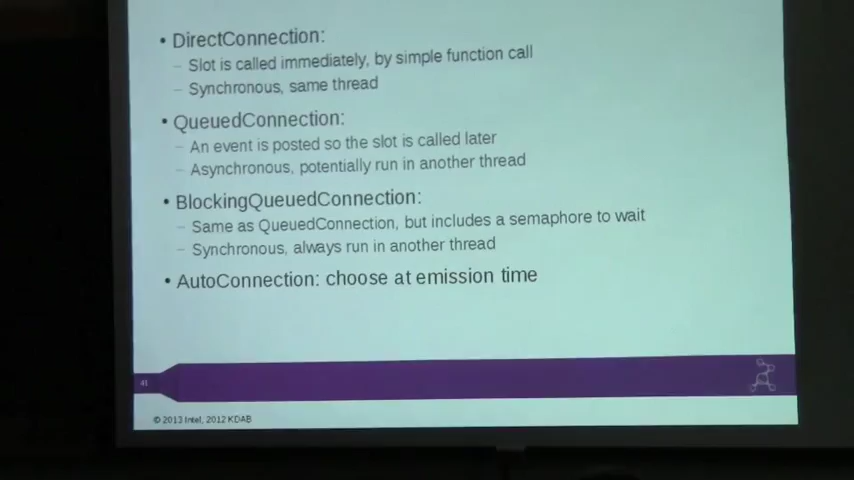 • DirectConnection:
– Slot is called immediately, by simple function call
– Synchronous, same thread
• QueuedConnection:
– An event is posted so the slot is called later
– Asynchronous, potentially run in another thread
• BlockingQueuedConnection:
– Same as QueuedConnection, but includes a semaphore to wait
– Synchronous, always run in another thread
• AutoConnection: choose at emission time
41
© 2013 Intel, 2012 KDAB